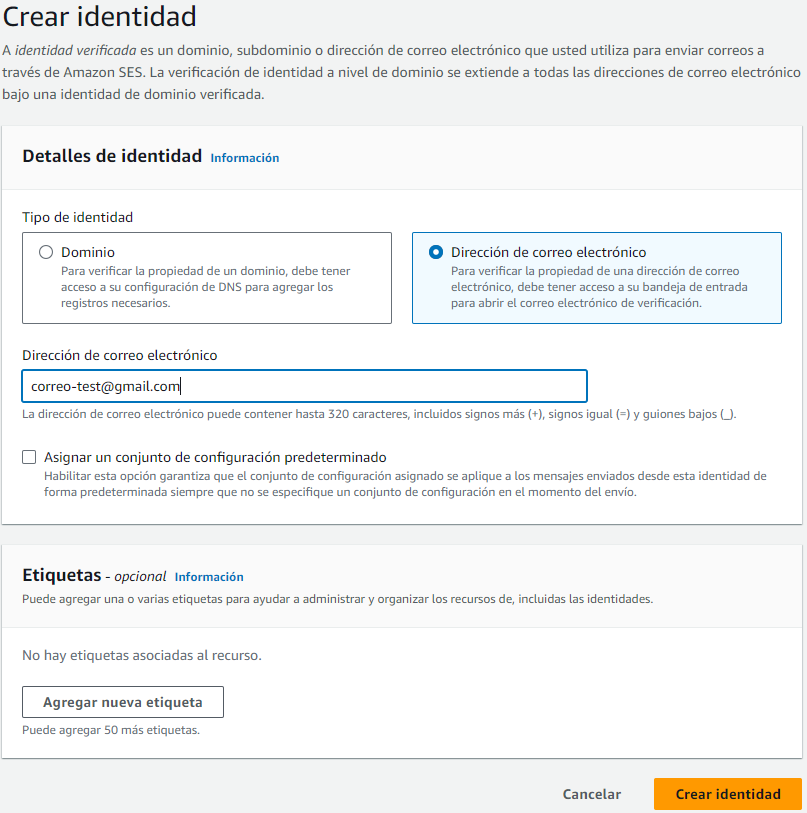 Crear identidad
A identidad verificada es un dominio, subdominio o dirección de correo electrónico que usted utiliza para enviar correos a
través de Amazon SES. La verificación de identidad a nivel de dominio se extiende a todas las direcciones de correo electrónico
bajo una identidad de dominio verificada.
Detalles de identidad Información
Tipo de identidad
Dominio
Para verificar la propiedad de un dominio, debe tener
acceso a su configuración de DNS para agregar los
registros necesarios.
Dirección de correo electrónico
Para verificar la propiedad de una dirección de correo
electrónico, debe tener acceso a su bandeja de entrada
para abrir el correo electrónico de verificación.
Dirección de correo electrónico
correo-test@gmail.com
La dirección de correo electrónico puede contener hasta 320 caracteres, incluidos signos más (+), signos igual (=) y guiones bajos (_).
Asignar un conjunto de configuración predeterminado
Habilitar esta opción garantiza que el conjunto de configuración asignado se aplique a los mensajes enviados desde esta identidad de
forma predeterminada siempre que no se especifique un conjunto de configuración en el momento del envío.
Etiquetas - opcional Información
Puede agregar una o varias etiquetas para ayudar a administrar y organizar los recursos de, incluidas las identidades.
No hay etiquetas asociadas al recurso.
Agregar nueva etiqueta
Puede agregar 50 más etiquetas.
Cancelar Crear identidad